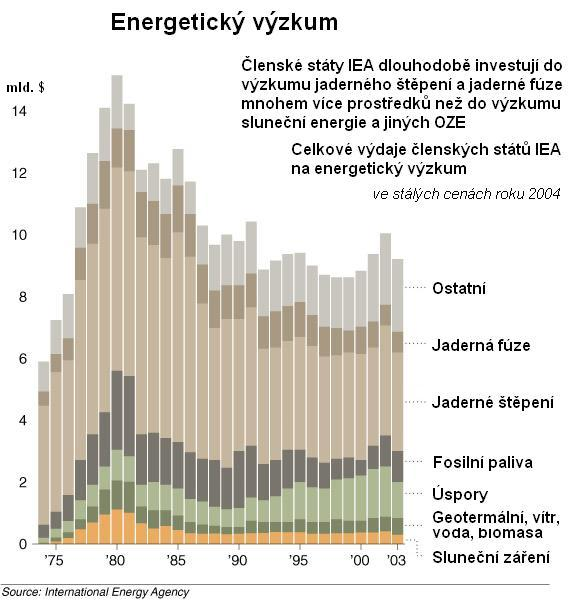 Energetický výzkum
Členské státy IEA dlouhodobě investují do
výzkumu jaderného štěpení a jaderné fúze
mnohem více prostředků než do výzkumu
sluneční energie a jiných OZE
Celkové výdaje členských států IEA
na energetický výzkum
ve stálých cenách roku 2004
mld. $
14
12
10
8
6
4
2
0
Ostatní
Jaderná fúze
Jaderné štěpení
Fosilní paliva
Úspory
Geotermální, vítr,
voda, biomasa
Sluneční záření
'75 '80 '85 '90 '95 '00 '03
Source: International Energy Agency